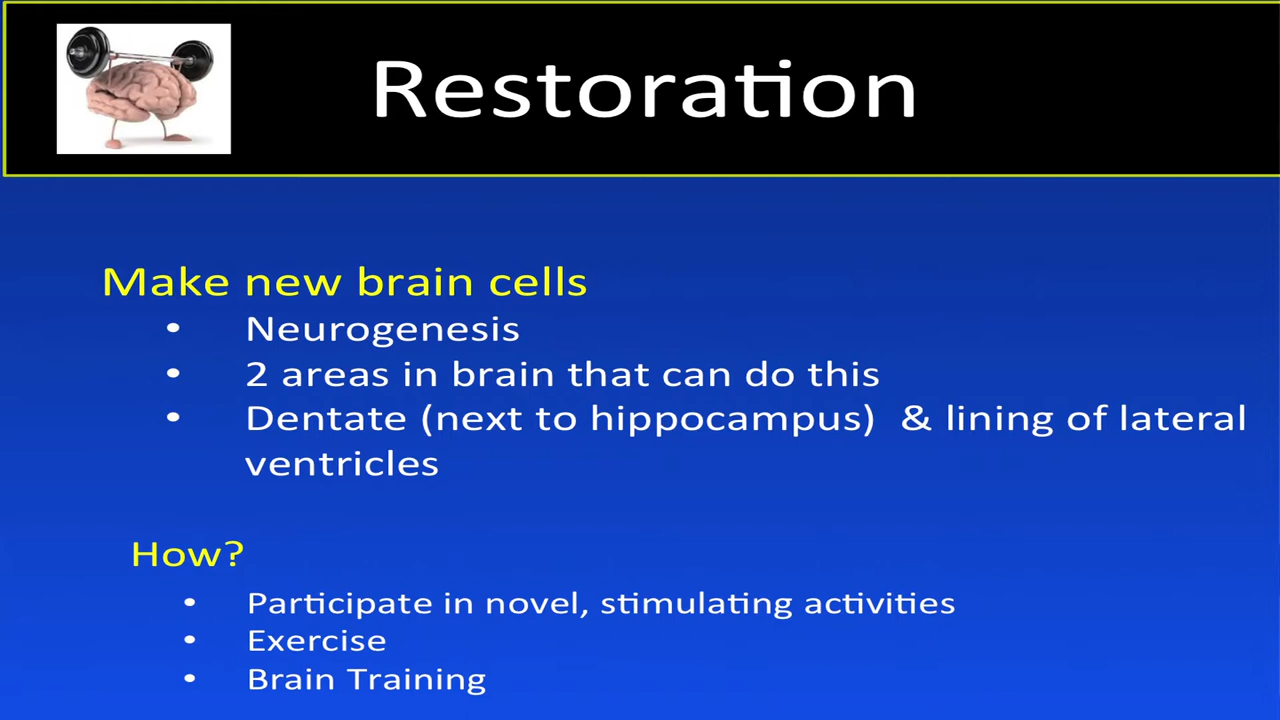 Restoration
Make new brain cells
• Neurogenesis
• 2 areas in brain that can do this
• Dentate (next to hippocampus) & lining of lateral
ventricles
How?
• Participate in novel, stimulating activities
• Exercise
• Brain Training